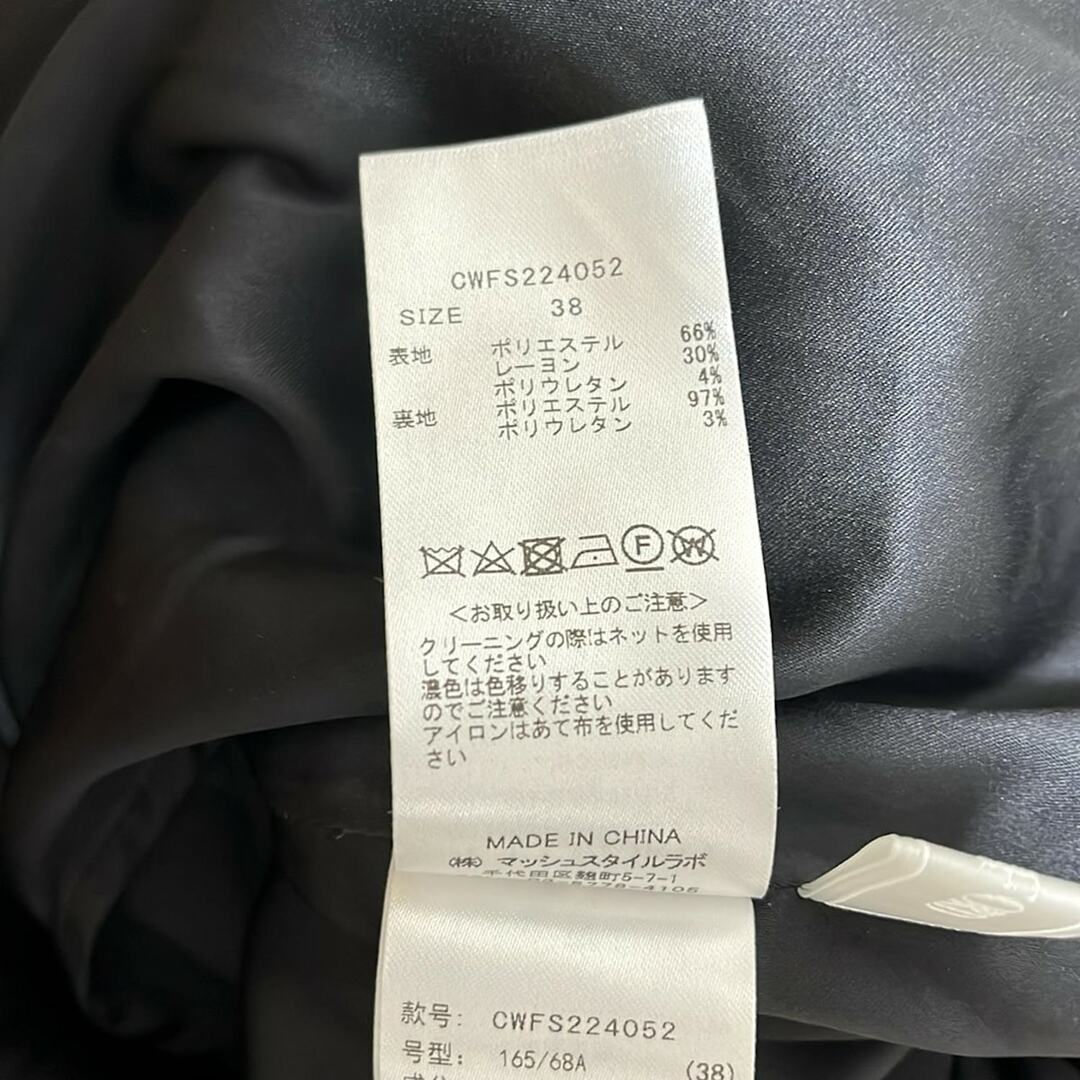 CWFS224052
SIZE 38
表地 ポリエステル 66%
レーヨン 30%
ポリウレタン 4%
裏地 ポリエステル 97%
ポリウレタン 3%
F W
＜お取り扱い上のご注意＞
クリーニングの際はネットを使用
してください
濃色は色移りすることがあります
のでご注意ください
アイロンはあて布を使用してくだ
さい
MADE IN CHINA
(株) マッシュスタイルラボ
千代田区麹町5-7-1
款号: CWFS224052
号型: 165/68A (38)